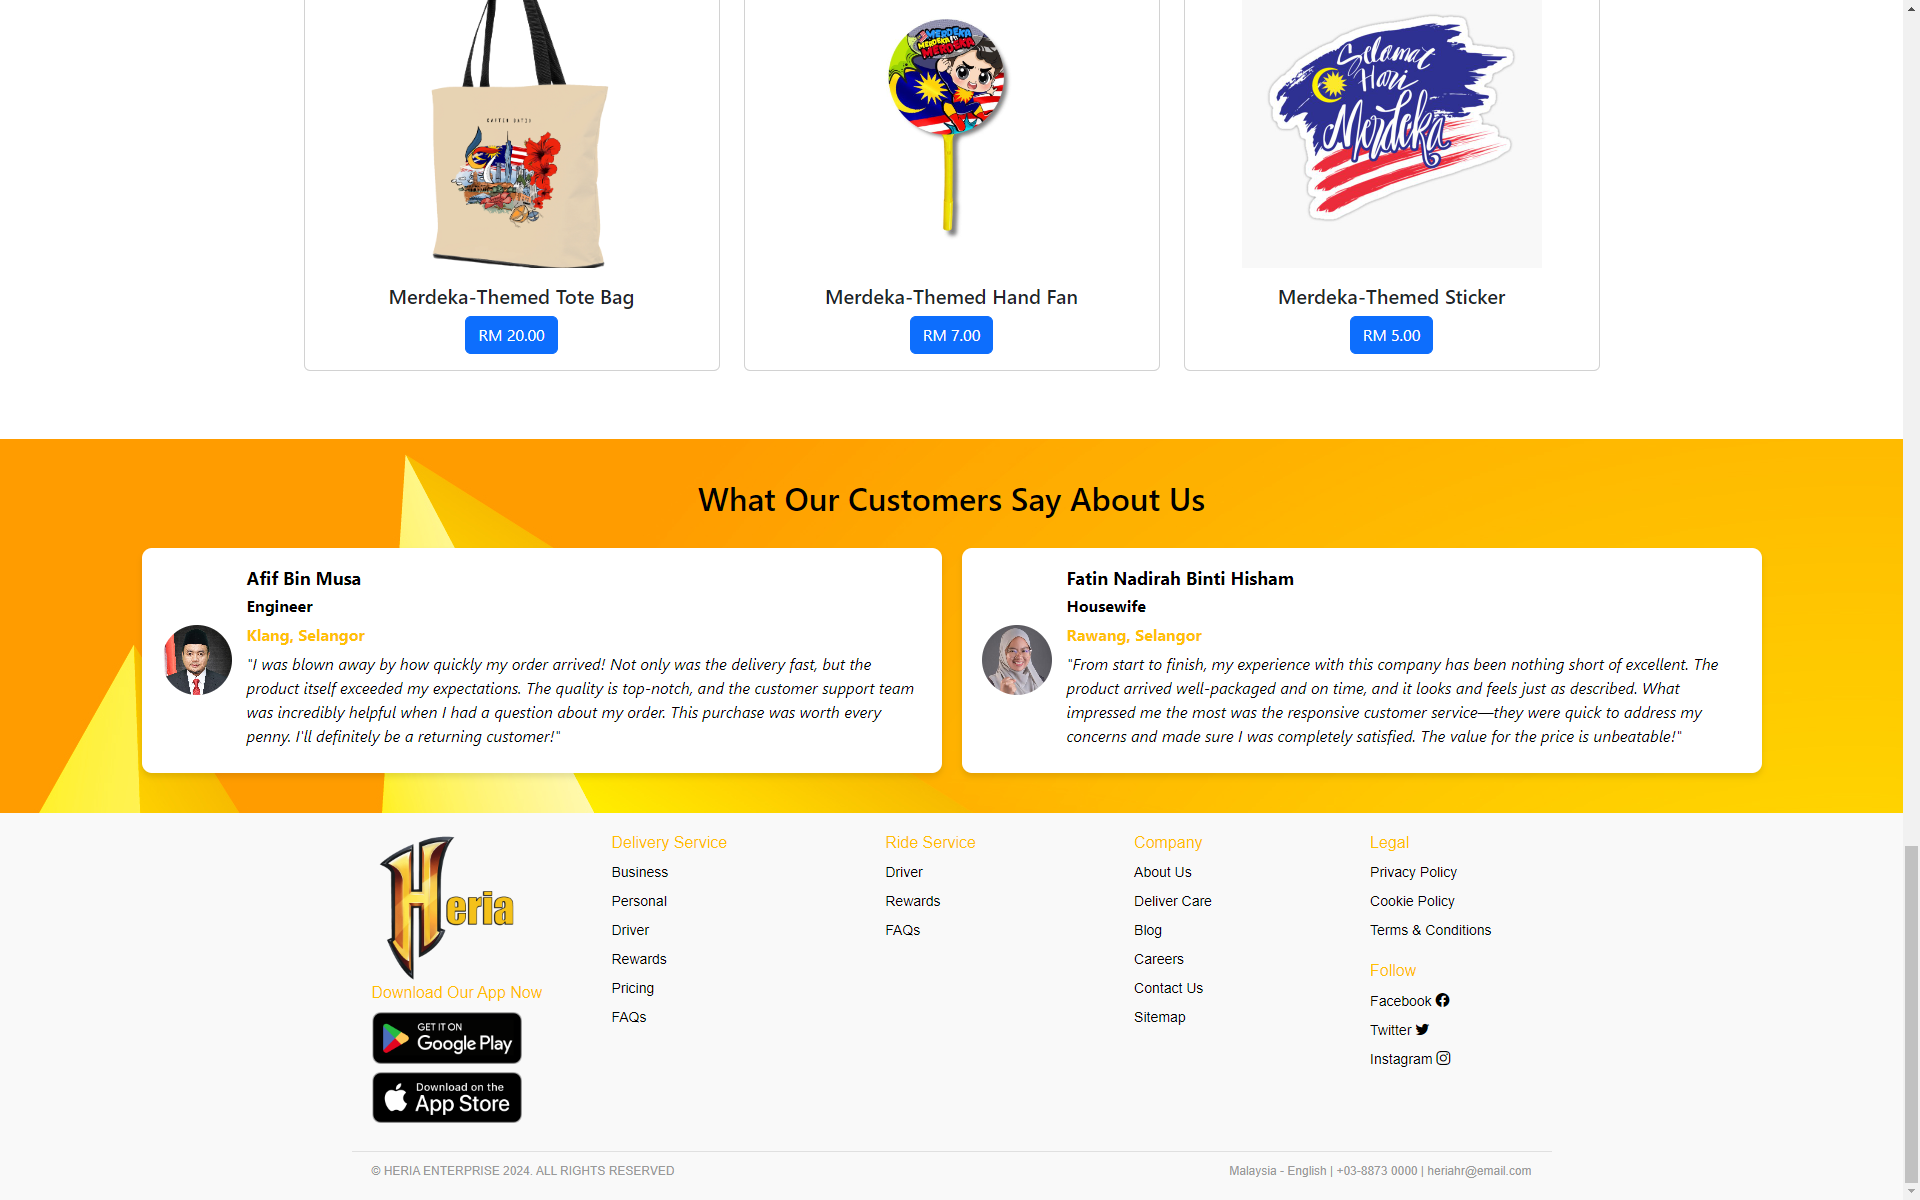 MERDEKA
MERDEKA
MERDEKA
Selamat
Hari
Merdeka
Merdeka-Themed Tote Bag
Merdeka-Themed Hand Fan
Merdeka-Themed Sticker
RM 20.00
RM 7.00
RM 5.00
What Our Customers Say About Us
Afif Bin Musa
Engineer
Klang, Selangor
"I was blown away by how quickly my order arrived! Not only was the delivery fast, but the
product itself exceeded my expectations. The quality is top-notch, and the customer support team
was incredibly helpful when I had a question about my order. This purchase was worth every
penny. I'll definitely be a returning customer!"
Fatin Nadirah Binti Hisham
Housewife
Rawang, Selangor
"From start to finish, my experience with this company has been nothing short of excellent. The
product arrived well-packaged and on time, and it looks and feels just as described. What
impressed me the most was the responsive customer service—they were quick to address my
concerns and made sure I was completely satisfied. The value for the price is unbeatable!"
Heria
Download Our App Now
GET IT ON
Google Play
Download on the
App Store
Delivery Service
Business
Personal
Driver
Rewards
Pricing
FAQs
Ride Service
Driver
Rewards
FAQs
Company
About Us
Deliver Care
Blog
Careers
Contact Us
Sitemap
Legal
Privacy Policy
Cookie Policy
Terms & Conditions
Follow
Facebook
Twitter
Instagram
© HERIA ENTERPRISE 2024. ALL RIGHTS RESERVED
Malaysia - English | +03-8873 0000 | heriahr@email.com